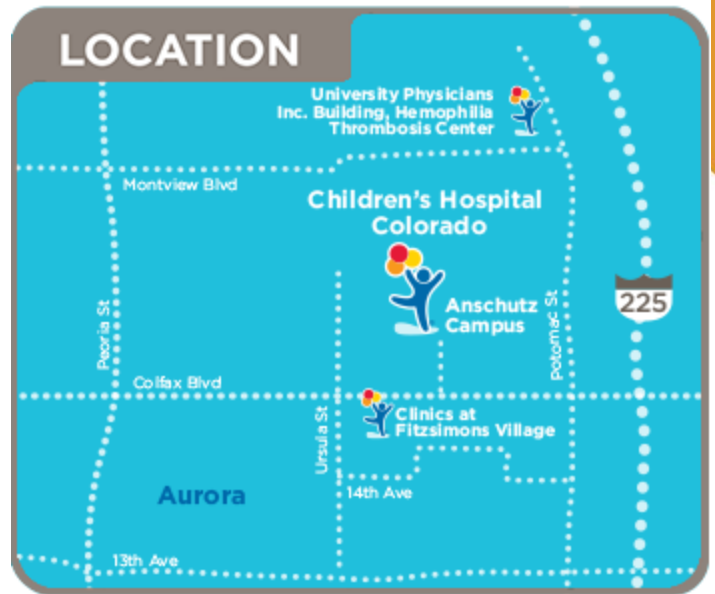 LOCATION
University Physicians
Inc. Building, Hemophilia
Thrombosis Center
Montview Blvd
Children's Hospital
Colorado
Anschutz
Campus
225
Peoria St
Potomac St
Colfax Blvd
Ursula St
Clinics at
Fitzsimons Village
14th Ave
Aurora
13th Ave